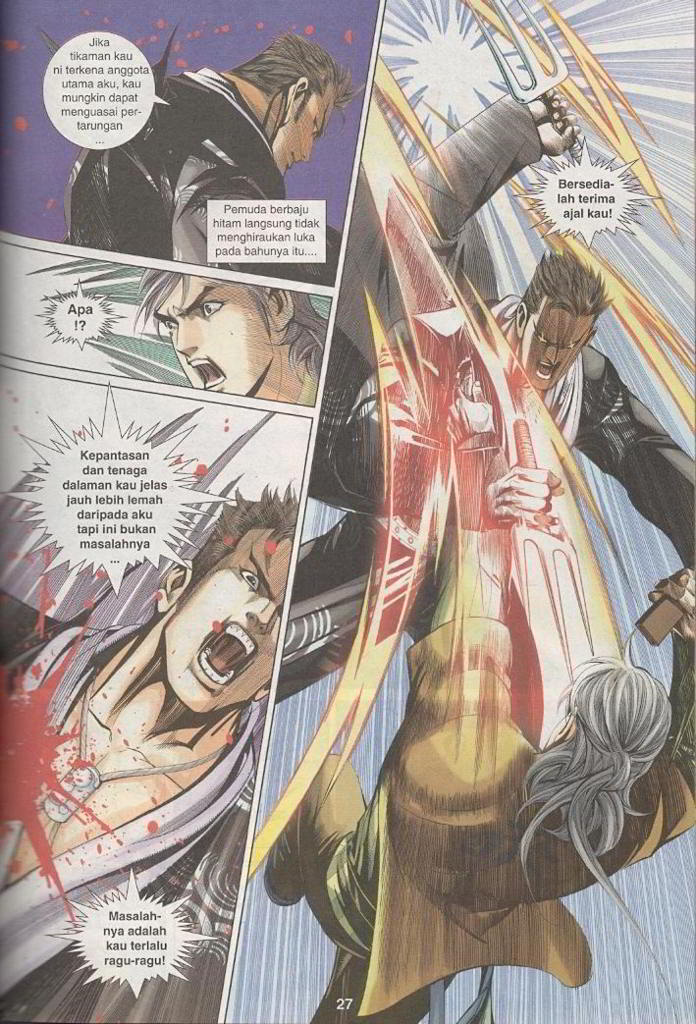 Jika
tikaman kau
ni terkena anggota
utama aku, kau
mungkin dapat
menguasai per-
tarungan
...
Pemuda berbaju
hitam langsung tidak
menghiraukan luka
pada bahunya itu....
Apa
!?
Kepantasan
dan tenaga
dalaman kau jelas
jauh lebih lemah
daripada aku
tapi ini bukan
masalahnya
...
Masalah-
nya adalah
kau terlalu
ragu-ragu!
Bersedia-
lah terima
ajal kau!
27